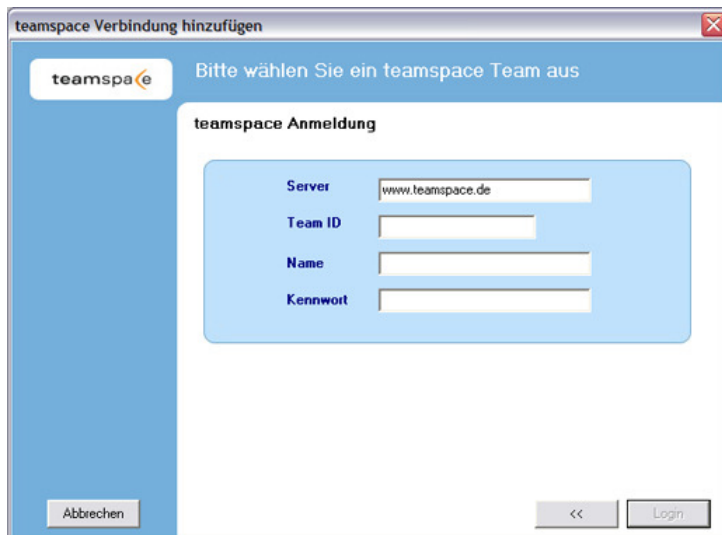 teamspace Verbindung hinzufügen
teamspace
Bitte wählen Sie ein teamspace Team aus
teamspace Anmeldung
Server www.teamspace.de
Team ID
Name
Kennwort
Abbrechen << Login